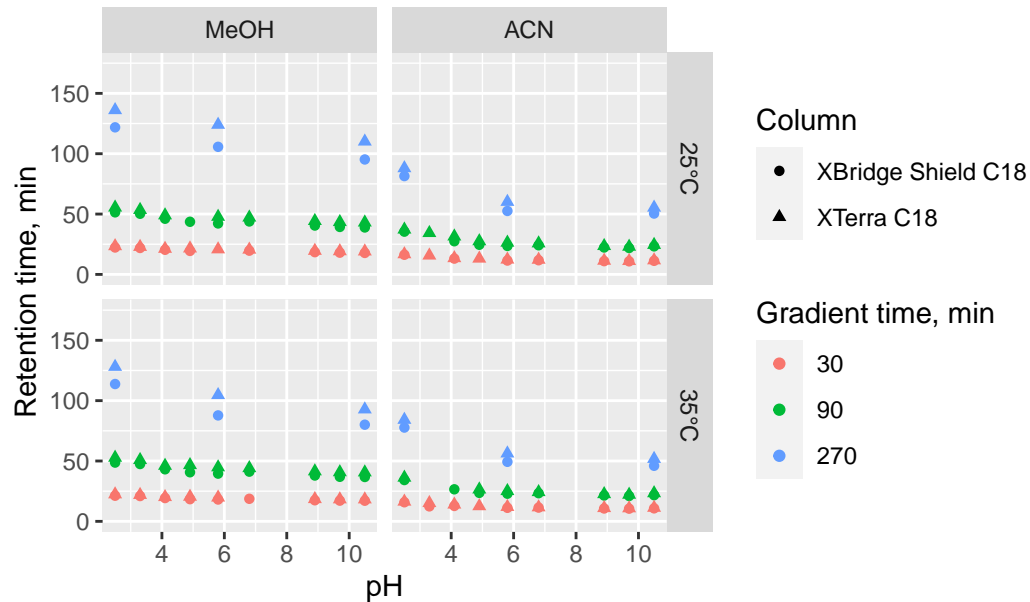 MeOH
ACN
Retention time, min
150
100
50
0
25°C
150
100
50
0
35°C
4
6
8
10
4
6
8
10
pH
Column
XBridge Shield C18
XTerra C18
Gradient time, min
30
90
270